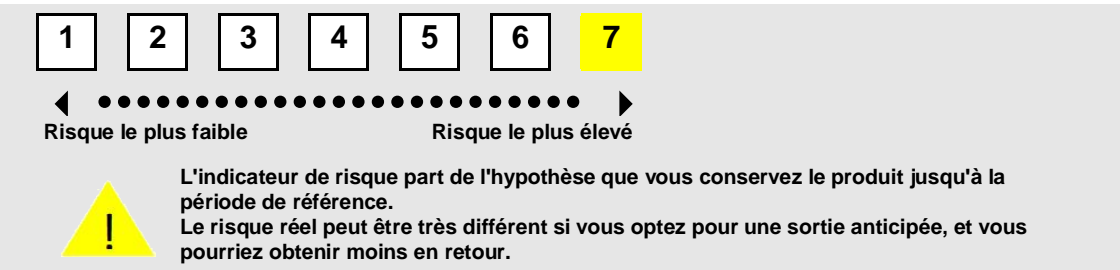 1 2 3 4 5 6 7
Risque le plus faible Risque le plus élevé
L'indicateur de risque part de l'hypothèse que vous conservez le produit jusqu'à la
période de référence.
Le risque réel peut être très différent si vous optez pour une sortie anticipée, et vous
pourriez obtenir moins en retour.
!